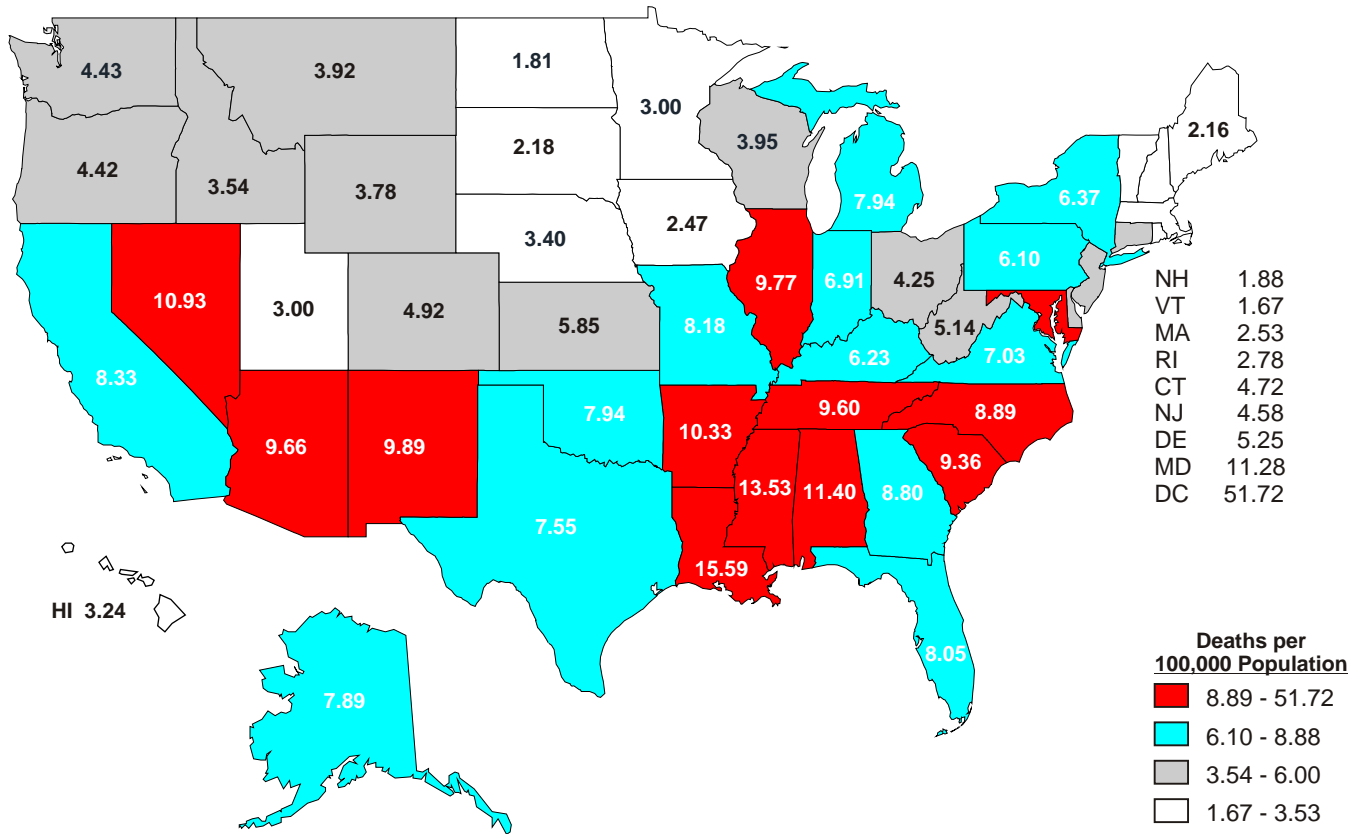 4.43
3.92
1.81
3.00
3.95
2.16
4.42
3.54
3.78
2.18
7.94
6.37
2.47
3.40
10.93
3.00
4.92
5.85
8.18
9.77
6.91
4.25
6.10
5.14
7.03
6.23
8.33
9.66
9.89
7.94
10.33
9.60
8.89
9.36
13.53
11.40
8.80
7.55
15.59
8.05
HI 3.24
7.89
NH 1.88
VT 1.67
MA 2.53
RI 2.78
CT 4.72
NJ 4.58
DE 5.25
MD 11.28
DC 51.72
Deaths per
100,000 Population
8.89 - 51.72
6.10 - 8.88
3.54 - 6.00
1.67 - 3.53